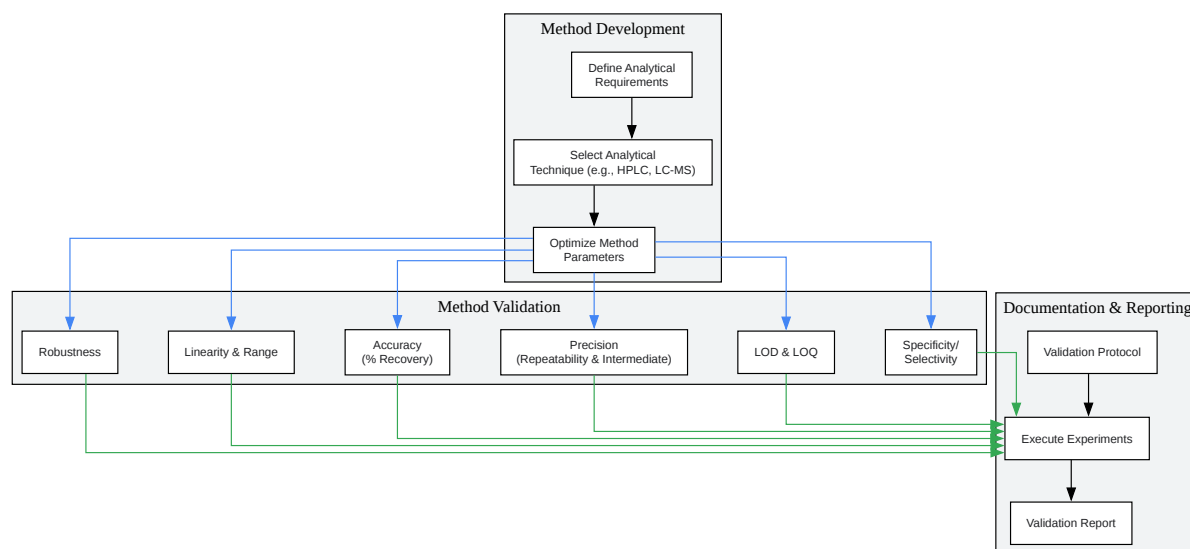 Method Development
Define Analytical
Requirements
Select Analytical
Technique (e.g., HPLC, LC-MS)
Optimize Method
Parameters
Method Validation
Robustness
Linearity & Range
Accuracy
(% Recovery)
Precision
(Repeatability & Intermediate)
LOD & LOQ
Specificity/
Selectivity
Documentation & Reporting
Validation Protocol
Execute Experiments
Validation Report